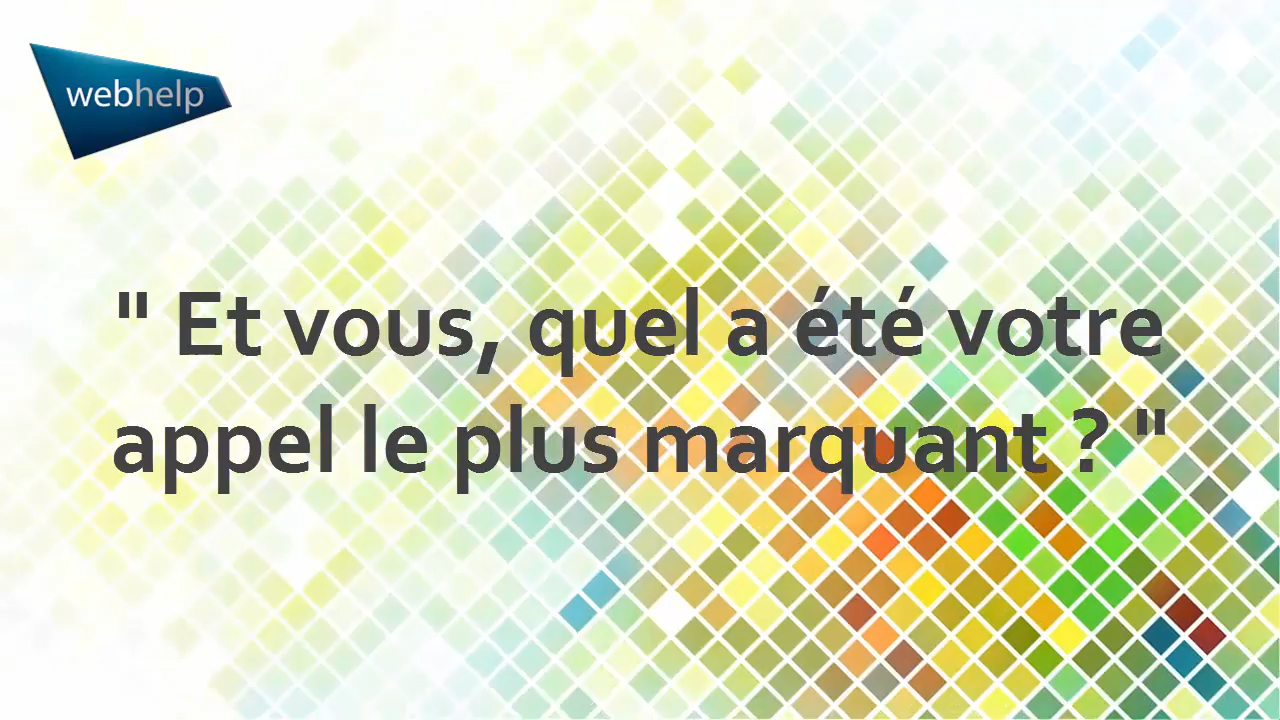 webhelp
" Et vous, quel a été votre
appel le plus marquant ? "